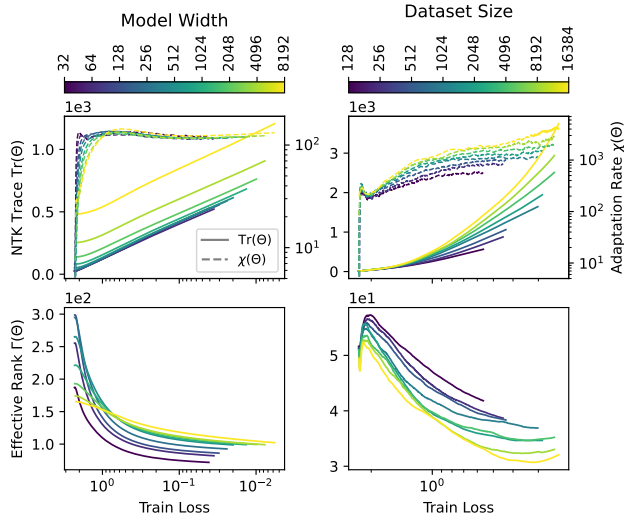 Model Width
32 64 128 256 512 1024 2048 4096 8192
Dataset Size
128 256 512 1024 2048 4096 8192 16384
1e3
NTK Trace Tr(Θ)
1.0
0.5
0.0
10²
10¹
Tr(Θ)
χ(Θ)
1e3
3
2
1
0
10³
10²
10¹
Adaptation Rate χ(Θ)
1e2
Effective Rank Γ(Θ)
3.0
2.5
2.0
1.5
1.0
10⁰ 10⁻¹ 10⁻²
Train Loss
1e1
5
4
3
10⁰
Train Loss